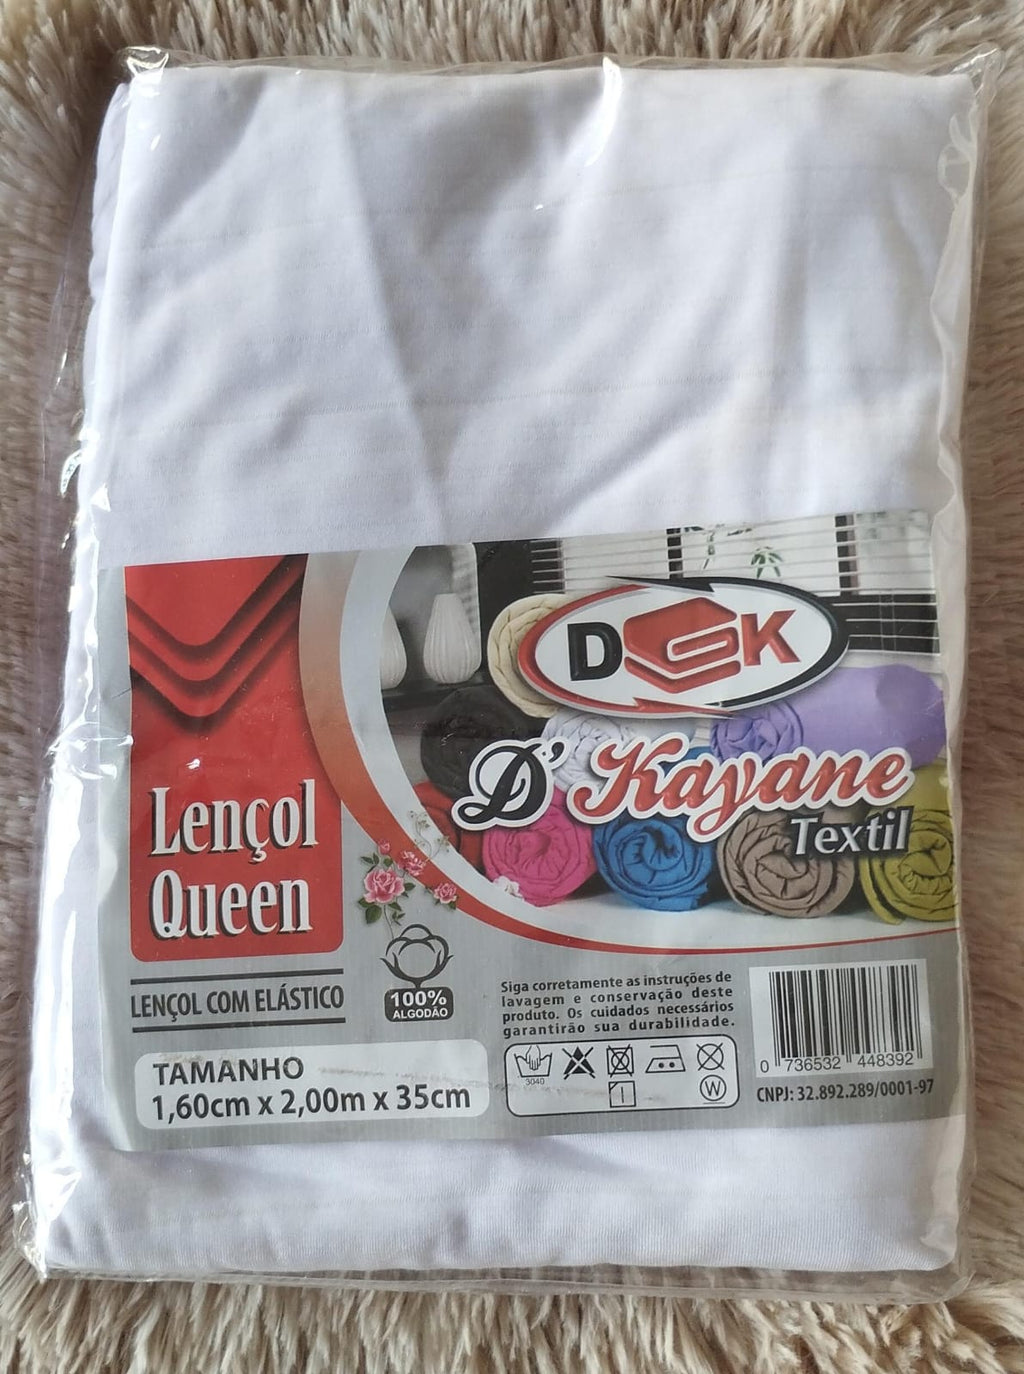 D K
D' Kayane
Textil
Lençol
Queen
LENÇOL COM ELÁSTICO
100%
ALGODÃO
TAMANHO
1,60cm x 2,00m x 35cm
Siga corretamente as instruções de
lavagem e conservação deste
produto. Os cuidados necessários
garantirão sua durabilidade.
3040
W
0 736532 448392
CNPJ: 32.892.289/0001-97